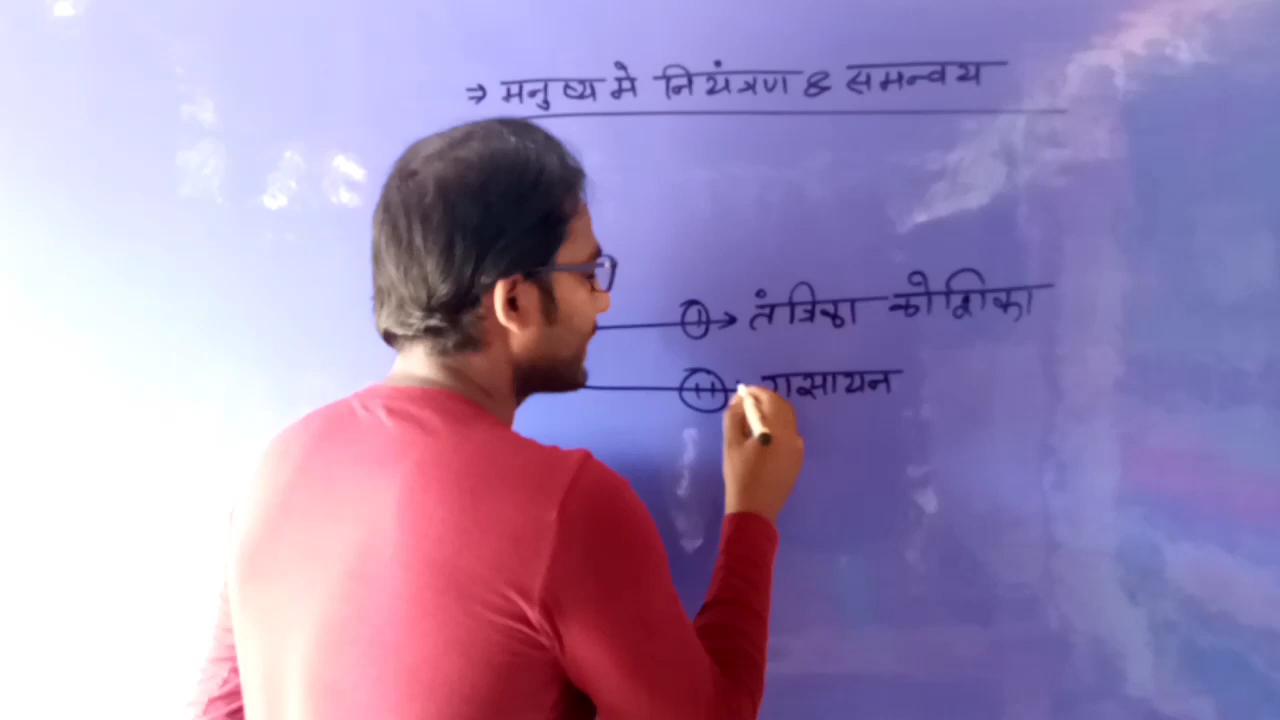 ⇒ मनुष्य मे नियंत्रण & समन्वय
(i) → तंत्रिका कोशिका
(ii) रासायन